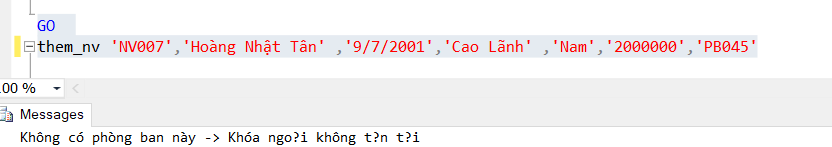 GO
them_nv 'NV007','Hoàng Nhật Tân' ,'9/7/2001','Cao Lãnh' ,'Nam','2000000','PB045'
.00 %
Messages
Không có phòng ban này -> Khóa ngo?i không t?n t?i